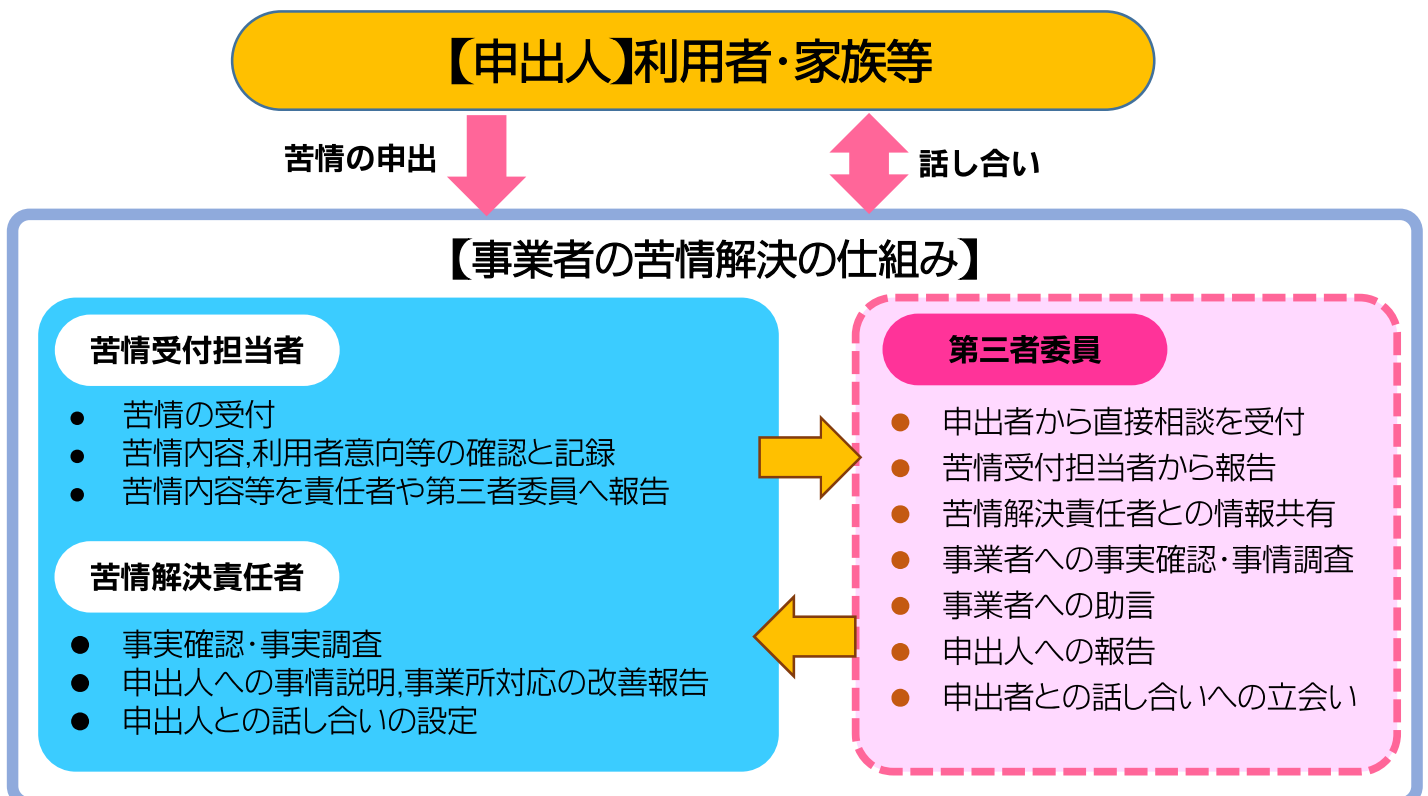 【申出人】利用者・家族等
苦情の申出
話し合い
【事業者の苦情解決の仕組み】
苦情受付担当者
● 苦情の受付
● 苦情内容,利用者意向等の確認と記録
● 苦情内容等を責任者や第三者委員へ報告
苦情解決責任者
● 事実確認・事実調査
● 申出人への事情説明,事業所対応の改善報告
● 申出人との話し合いの設定
第三者委員
● 申出者から直接相談を受付
● 苦情受付担当者から報告
● 苦情解決責任者との情報共有
● 事業者への事実確認・事情調査
● 事業者への助言
● 申出人への報告
● 申出者との話し合いへの立会い